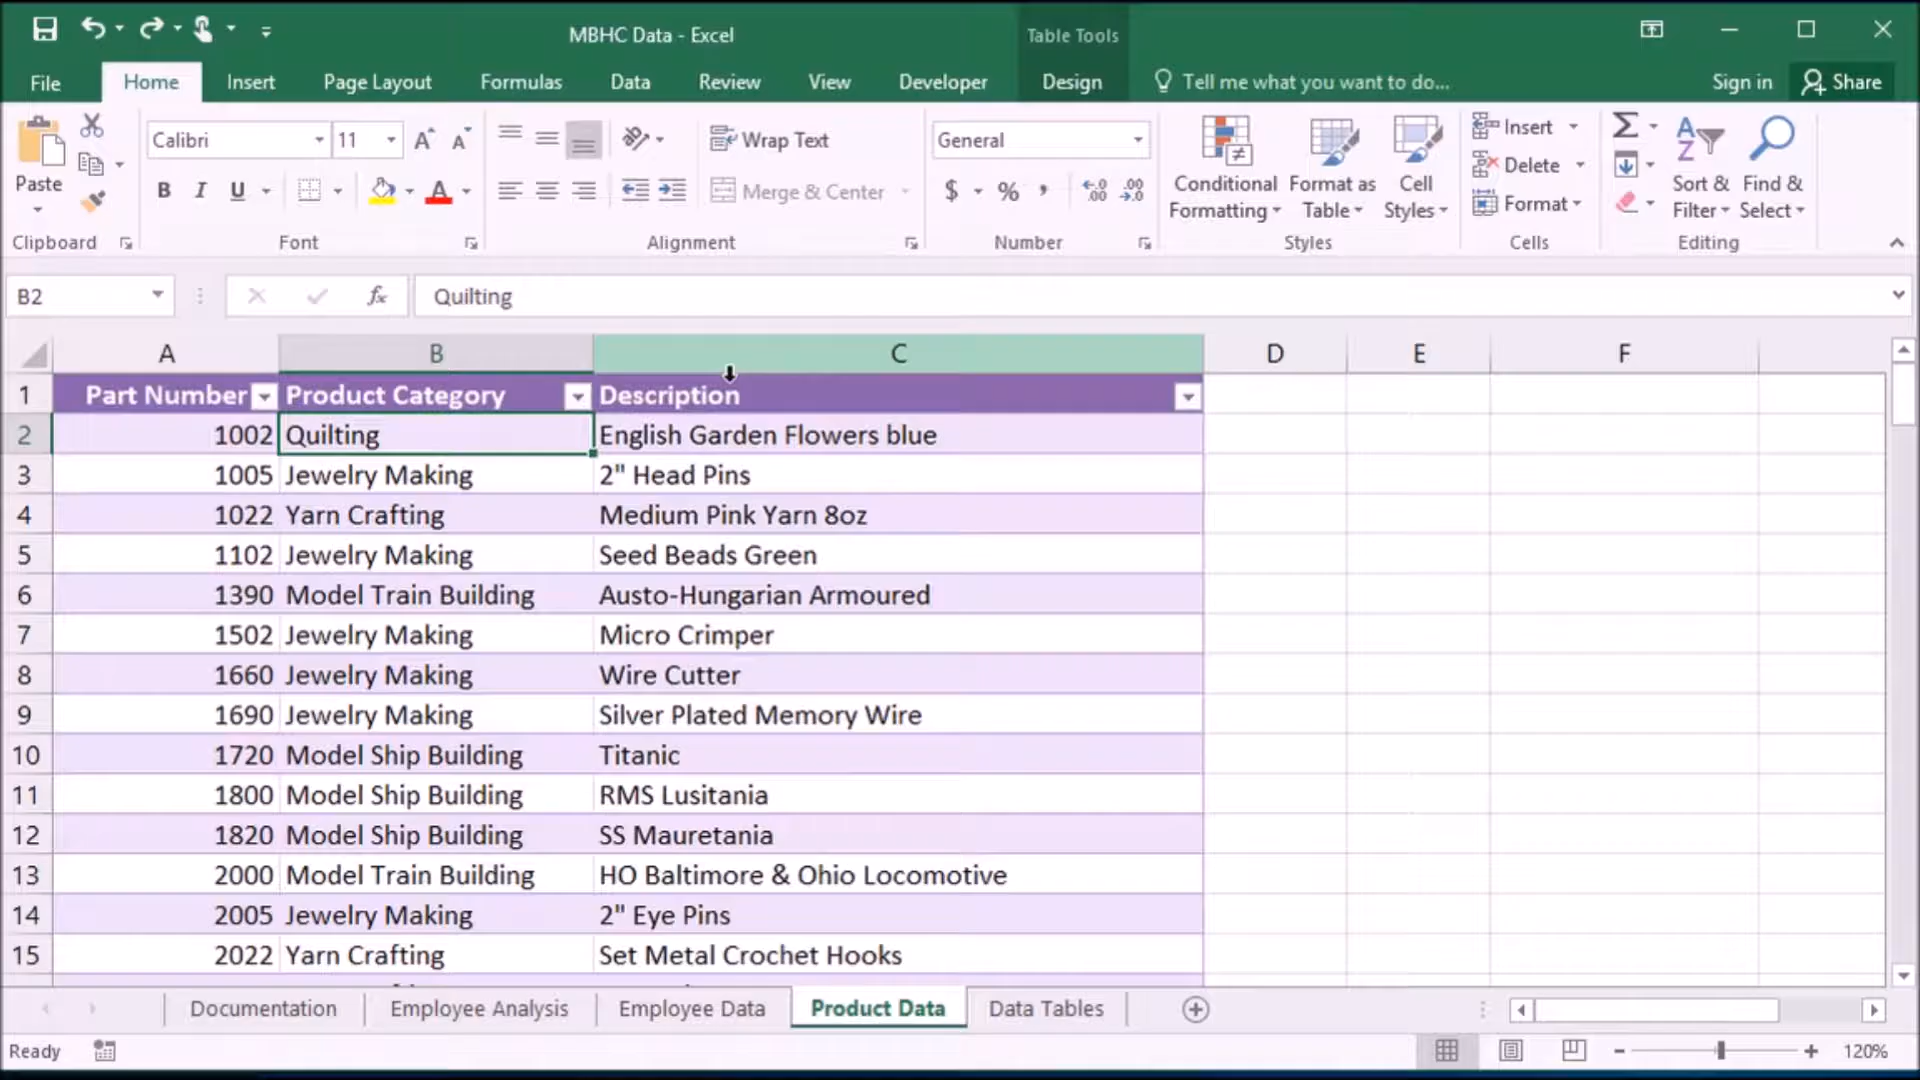 MBHC Data - Excel
Table Tools
File Home Insert Page Layout Formulas Data Review View Developer Design Tell me what you want to do... Sign in Share
Paste
Clipboard
Calibri 11
B I U
Font
Wrap Text
Merge & Center
Alignment
General
$ % , .00 .00
Number
Conditional Formatting
Format as Table
Cell Styles
Styles
Insert
Delete
Format
Cells
Sort & Filter
Find & Select
Editing
B2 fx Quilting
A B C D E F
1 Part Number Product Category Description
2 1002 Quilting English Garden Flowers blue
3 1005 Jewelry Making 2" Head Pins
4 1022 Yarn Crafting Medium Pink Yarn 8oz
5 1102 Jewelry Making Seed Beads Green
6 1390 Model Train Building Austo-Hungarian Armoured
7 1502 Jewelry Making Micro Crimper
8 1660 Jewelry Making Wire Cutter
9 1690 Jewelry Making Silver Plated Memory Wire
10 1720 Model Ship Building Titanic
11 1800 Model Ship Building RMS Lusitania
12 1820 Model Ship Building SS Mauretania
13 2000 Model Train Building HO Baltimore & Ohio Locomotive
14 2005 Jewelry Making 2" Eye Pins
15 2022 Yarn Crafting Set Metal Crochet Hooks
Documentation Employee Analysis Employee Data Product Data Data Tables
Ready 120%